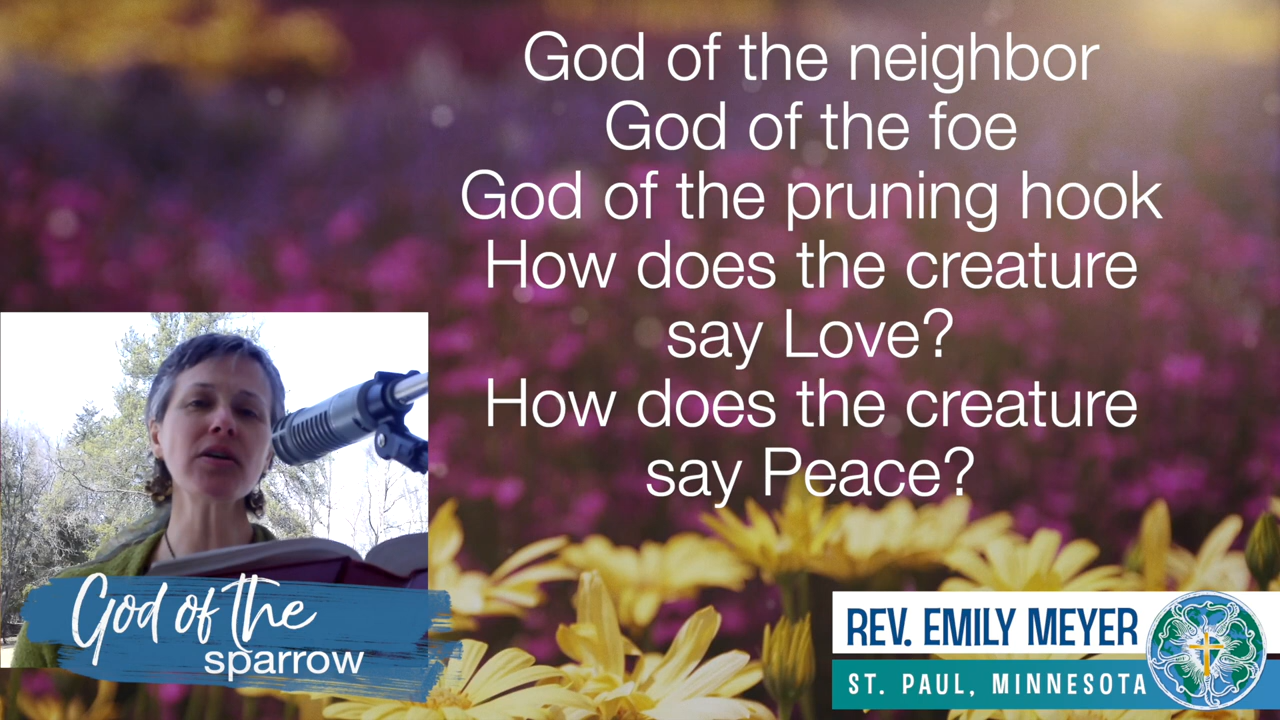 God of the neighbor
God of the foe
God of the pruning hook
How does the creature
say Love?
How does the creature
say Peace?
God of the
sparrow
REV. EMILY MEYER
ST. PAUL, MINNESOTA